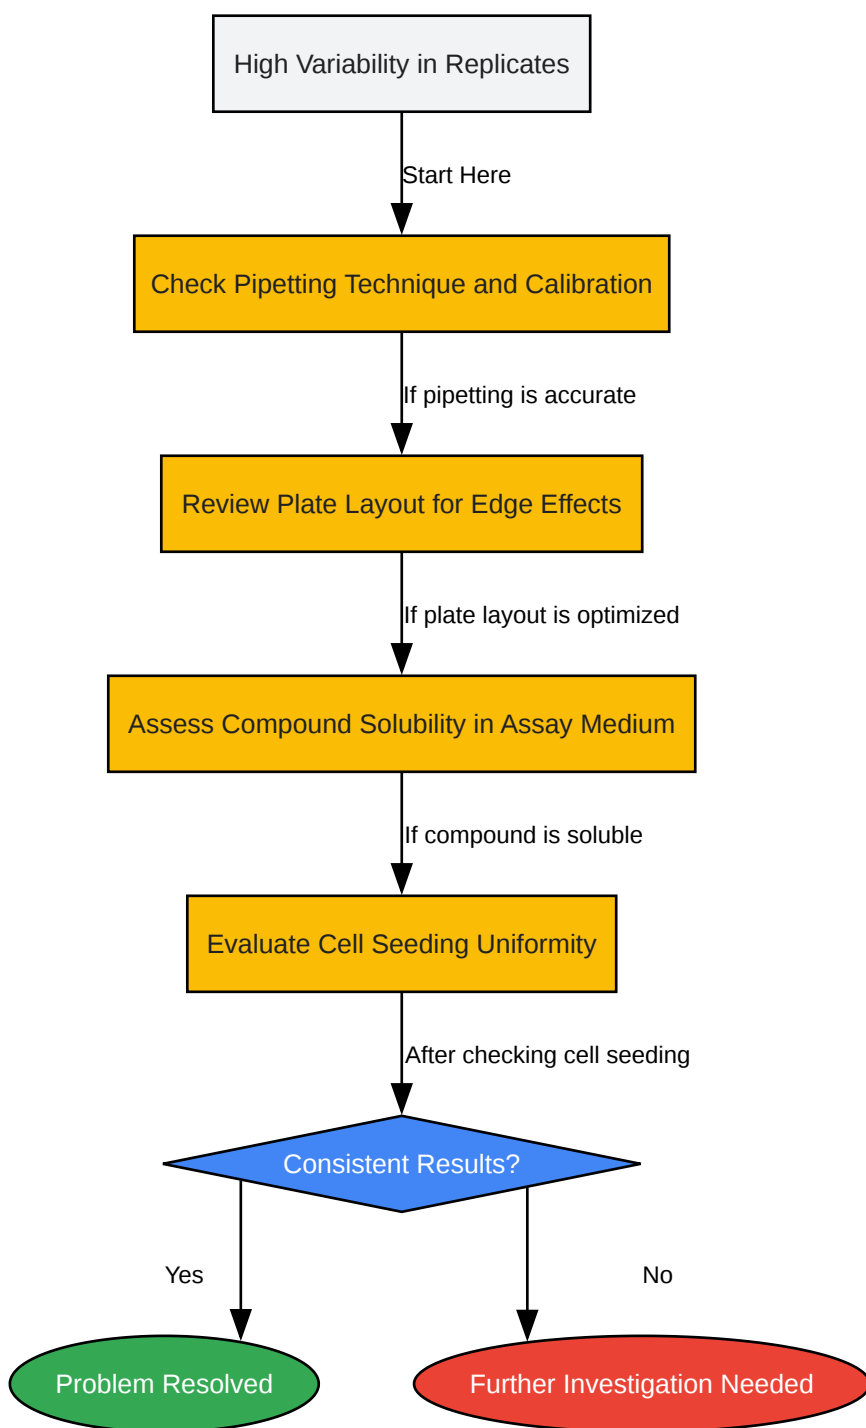 High Variability in Replicates
Start Here
Check Pipetting Technique and Calibration
If pipetting is accurate
Review Plate Layout for Edge Effects
If plate layout is optimized
Assess Compound Solubility in Assay Medium
If compound is soluble
Evaluate Cell Seeding Uniformity
After checking cell seeding
Consistent Results?
Yes
No
Problem Resolved
Further Investigation Needed